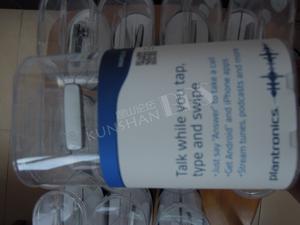 Talk while you tap,
type and swipe
• Just say "Answer" to take a call
• Get Android and iPhone apps
• Stream tunes, podcasts and more
plantronics
KUNSHAN